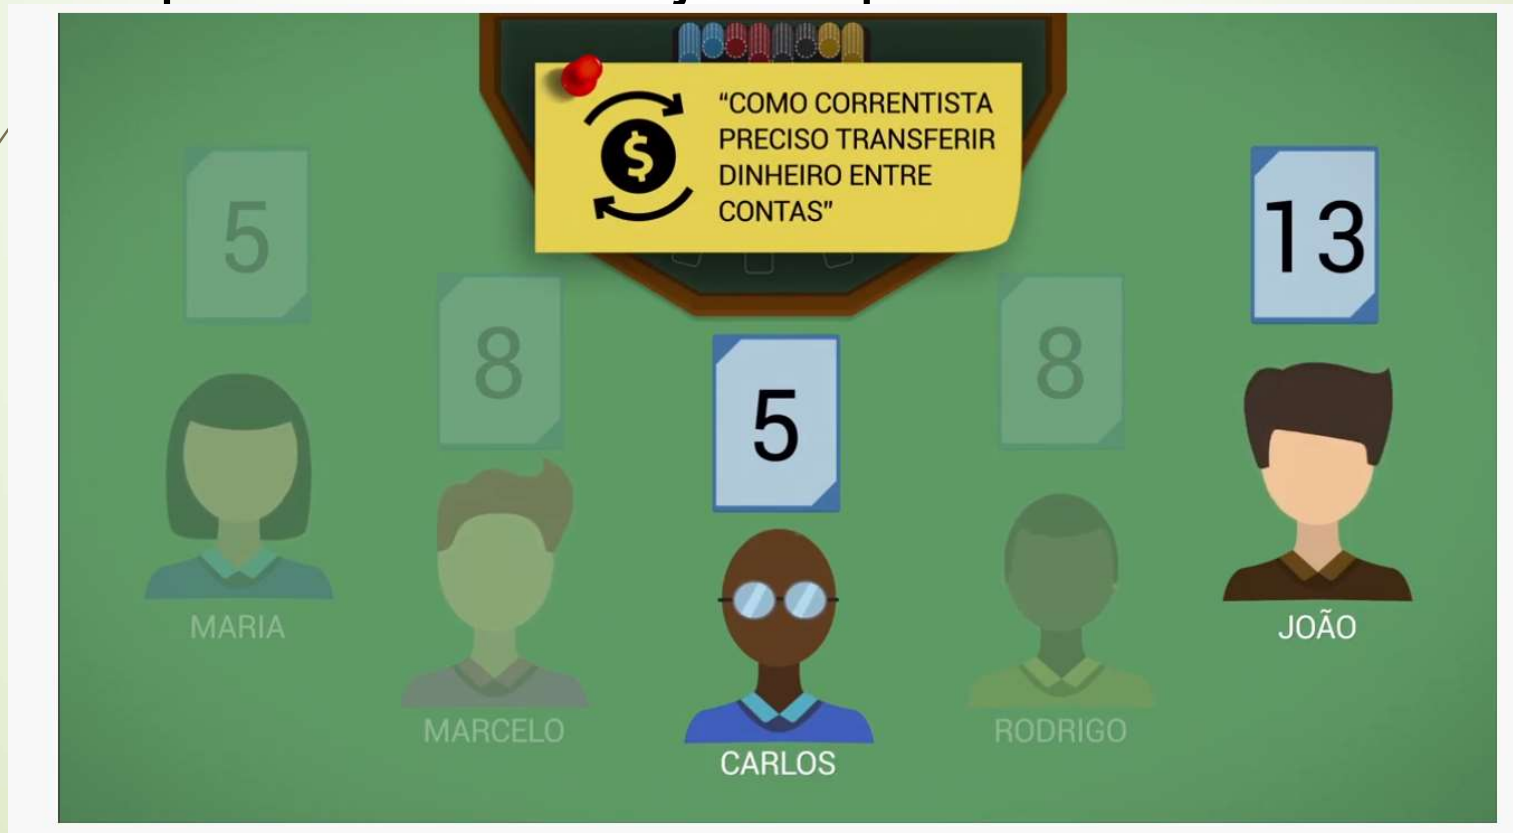 “COMO CORRENTISTA
PRECISO TRANSFERIR
DINHEIRO ENTRE
CONTAS”
$
5
8
5
8
13
MARIA
MARCELO
CARLOS
RODRIGO
JOÃO